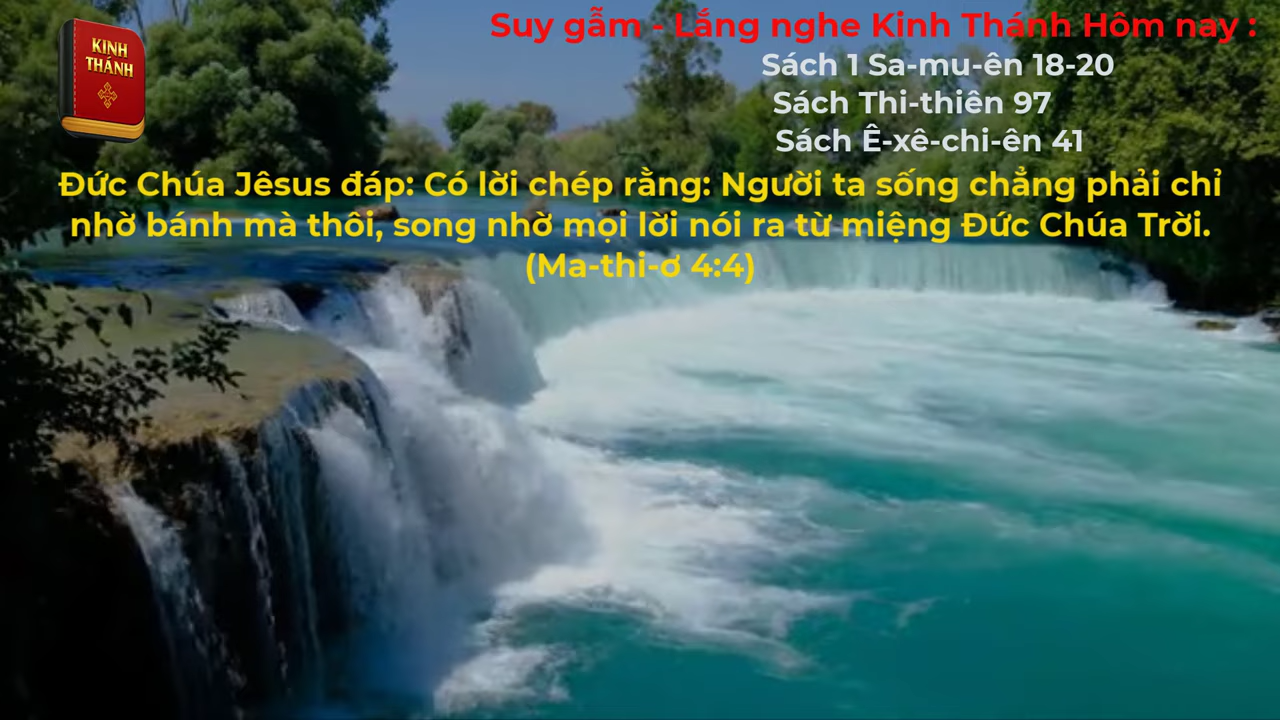 KINH
THÁNH
Suy gẫm - Lắng nghe Kinh Thánh Hôm nay :
Sách 1 Sa-mu-ên 18-20
Sách Thi-thiên 97
Sách Ê-xê-chi-ên 41
Đức Chúa Jêsus đáp: Có lời chép rằng: Người ta sống chẳng phải chỉ
nhờ bánh mà thôi, song nhờ mọi lời nói ra từ miệng Đức Chúa Trời.
(Ma-thi-ơ 4:4)